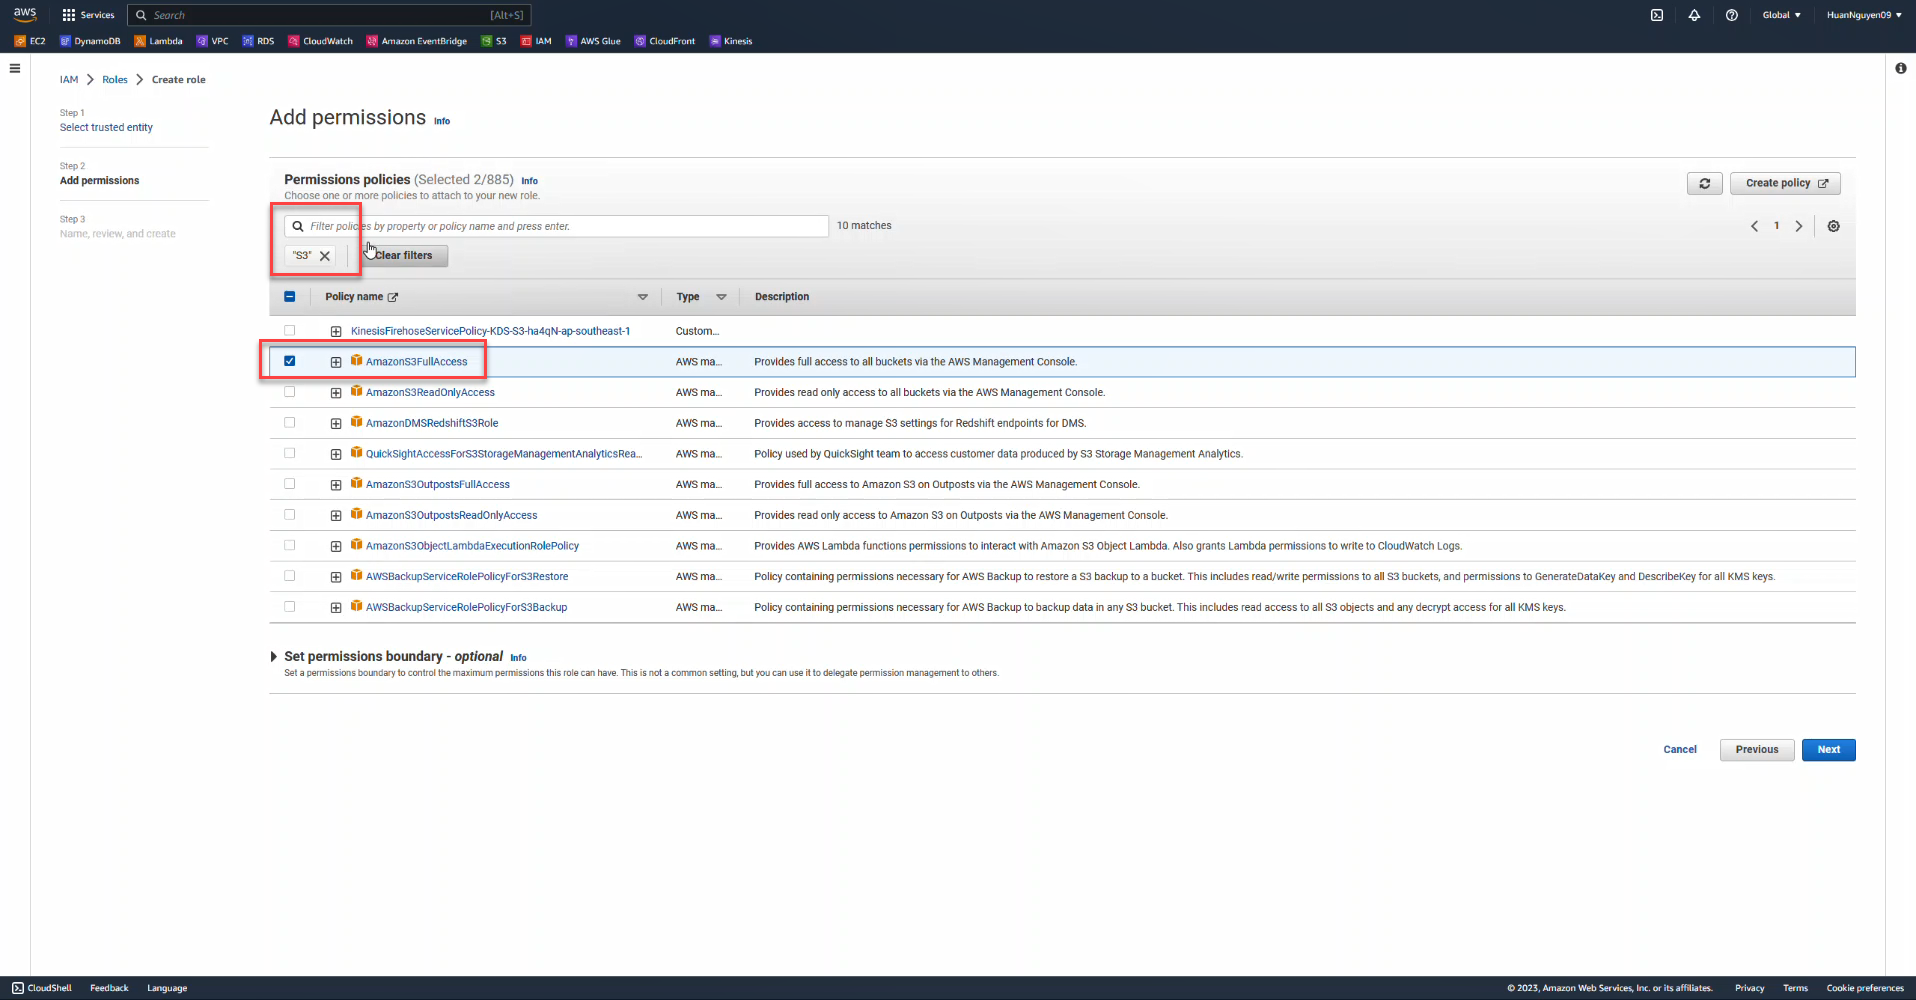 aws Services Search [Alt+S] Global HuanNguyen09
EC2 DynamoDB Lambda VPC RDS CloudWatch Amazon EventBridge S3 IAM AWS Glue CloudFront Kinesis
IAM > Roles > Create role
Step 1
Select trusted entity
Step 2
Add permissions
Step 3
Name, review, and create
Add permissions Info
Permissions policies (Selected 2/885) Info
Choose one or more policies to attach to your new role.
Create policy
Filter policies by property or policy name and press enter. 10 matches 1
"S3" Clear filters
Policy name Type Description
KinesisFirehoseServicePolicy-KDS-S3-ha4qN-ap-southeast-1 Custom...
AmazonS3FullAccess AWS ma... Provides full access to all buckets via the AWS Management Console.
AmazonS3ReadOnlyAccess AWS ma... Provides read only access to all buckets via the AWS Management Console.
AmazonDMSRedshiftS3Role AWS ma... Provides access to manage S3 settings for Redshift endpoints for DMS.
QuickSightAccessForS3StorageManagementAnalyticsRea... AWS ma... Policy used by QuickSight team to access customer data produced by S3 Storage Management Analytics.
AmazonS3OutpostsFullAccess AWS ma... Provides full access to Amazon S3 on Outposts via the AWS Management Console.
AmazonS3OutpostsReadOnlyAccess AWS ma... Provides read only access to Amazon S3 on Outposts via the AWS Management Console.
AmazonS3ObjectLambdaExecutionRolePolicy AWS ma... Provides AWS Lambda functions permissions to interact with Amazon S3 Object Lambda. Also grants Lambda permissions to write to CloudWatch Logs.
AWSBackupServiceRolePolicyForS3Restore AWS ma... Policy containing permissions necessary for AWS Backup to restore a S3 backup to a bucket. This includes read/write permissions to all S3 buckets, and permissions to GenerateDataKey and DescribeKey for all KMS keys.
AWSBackupServiceRolePolicyForS3Backup AWS ma... Policy containing permissions necessary for AWS Backup to backup data in any S3 bucket. This includes read access to all S3 objects and any decrypt access for all KMS keys.
Set permissions boundary - optional Info
Set a permissions boundary to control the maximum permissions this role can have. This is not a common setting, but you can use it to delegate permission management to others.
Cancel Previous Next
CloudShell Feedback Language © 2023, Amazon Web Services, Inc. or its affiliates. Privacy Terms Cookie preferences